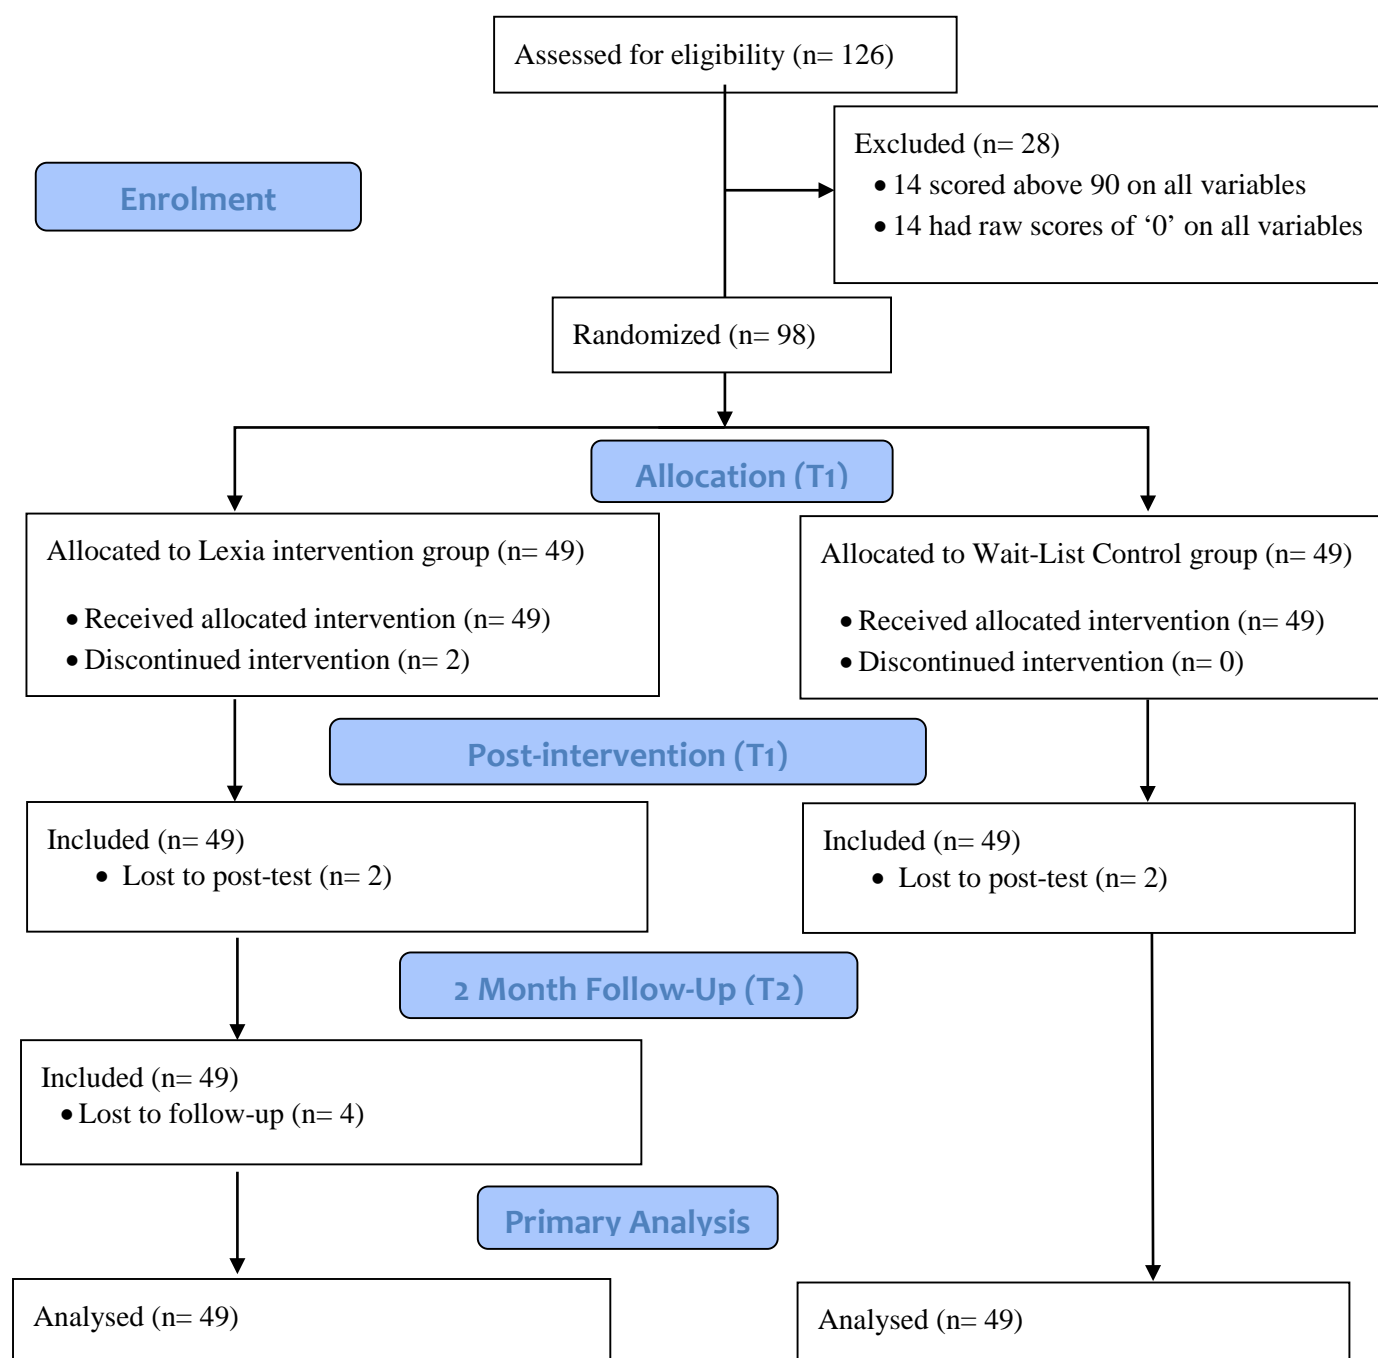 Assessed for eligibility (n= 126)
Excluded (n= 28)
• 14 scored above 90 on all variables
• 14 had raw scores of ‘0’ on all variables
Enrolment
Randomized (n= 98)
Allocation (T1)
Allocated to Lexia intervention group (n= 49)
• Received allocated intervention (n= 49)
• Discontinued intervention (n= 2)
Allocated to Wait-List Control group (n= 49)
• Received allocated intervention (n= 49)
• Discontinued intervention (n= 0)
Post-intervention (T1)
Included (n= 49)
• Lost to post-test (n= 2)
Included (n= 49)
• Lost to post-test (n= 2)
2 Month Follow-Up (T2)
Included (n= 49)
• Lost to follow-up (n= 4)
Primary Analysis
Analysed (n= 49)
Analysed (n= 49)